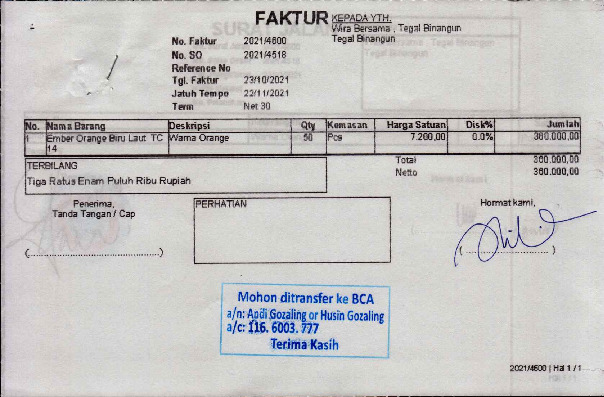 FAKTUR
KEPADA YTH.
Wira Bersama , Tegal Binangun
Tegal Binangun
No. Faktur 2021/4600
No. SO 2021/4518
Reference No
Tgl. Faktur 23/10/2021
Jatuh Tempo 22/11/2021
Term Net 30
No. Nama Barang Deskripsi Qty Kemasan Harga Satuan Disk% Jumlah
1 Ember Orange Biru Laut TC Warna Orange 50 Pcs 7.200,00 0.0% 360.000,00
14
TERBILANG
Tiga Ratus Enam Puluh Ribu Rupiah
Total 360.000,00
Netto 360.000,00
Penerima,
Tanda Tangan / Cap
(..............................................)
PERHATIAN
Hormat kami,
(..............................)
Mohon ditransfer ke BCA
a/n: Apdi Gozaling or Husin Gozaling
a/c: 116. 6003. 777
Terima Kasih
2021/4600 | Hal 1 / 1